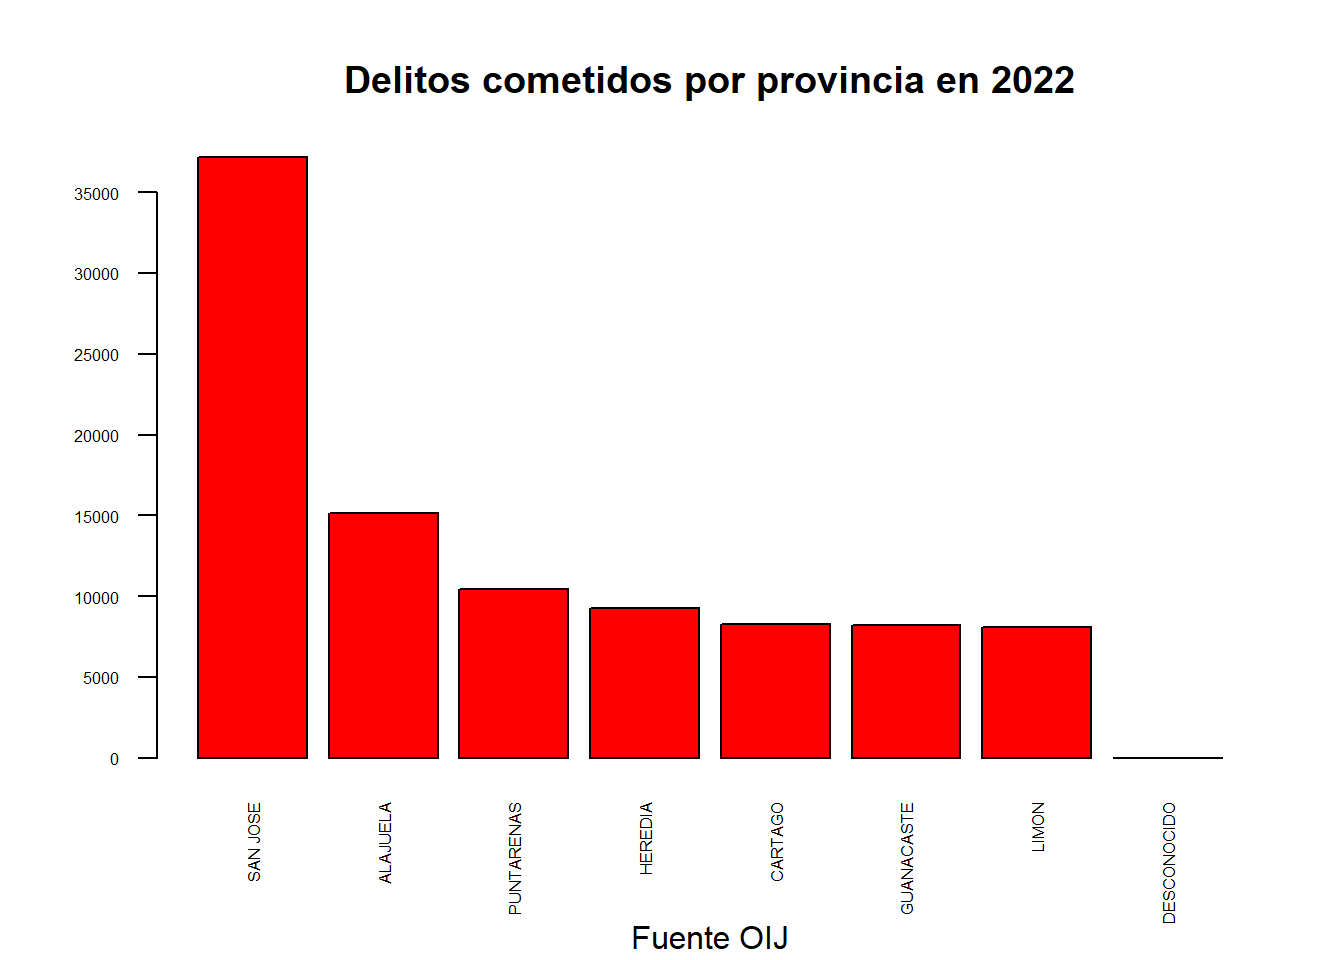 Delitos cometidos por provincia en 2022
35000
30000
25000
20000
15000
10000
5000
0
SAN JOSE
ALAJUELA
PUNTARENAS
HEREDIA
CARTAGO
GUANACASTE
LIMON
DESCONOCIDO
Fuente OIJ